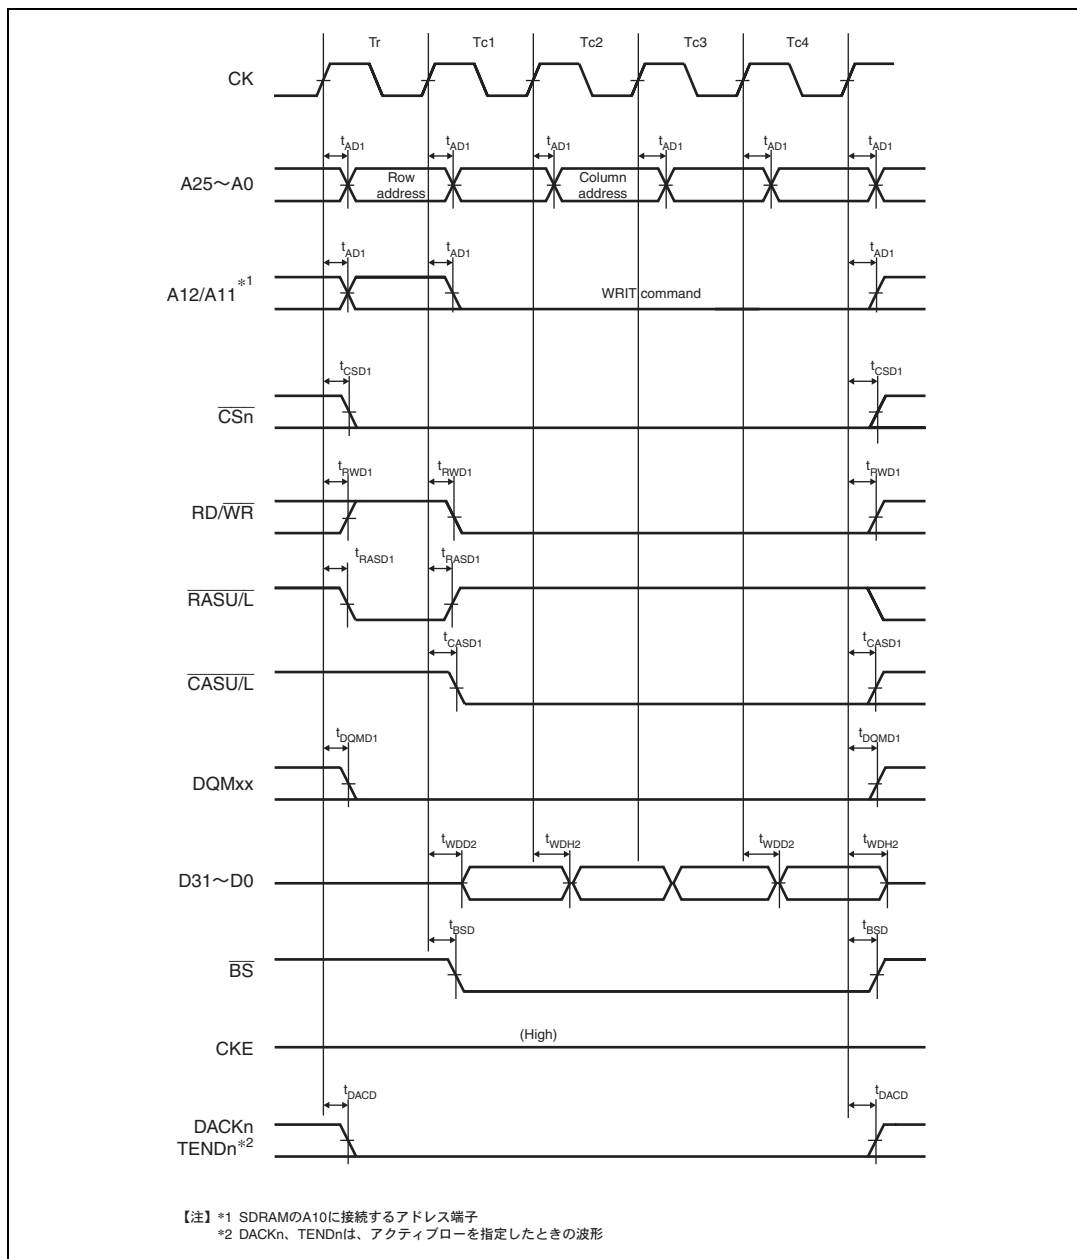 Tr Tc1 Tc2 Tc3 Tc4
CK
tAD1 tAD1 tAD1 tAD1 tAD1 tAD1
A25～A0 Row address Column address
tAD1 tAD1 tAD1
A12/A11*1 WRIT command
tCSD1 tCSD1
CSn
tRWD1 tRWD1 tRWD1
RD/WR
tRASD1 tRASD1
RASU/L
tCASD1 tCASD1
CASU/L
tDQMD1 tDQMD1
DQMxx
tWDD2 tWDH2 tWDD2 tWDH2
D31～D0
tBSD tBSD
BS
(High)
CKE
tDACD tDACD
DACKn
TENDn*2
【注】*1 SDRAMのA10に接続するアドレス端子
*2 DACKn、TENDnは、アクティブローを指定したときの波形